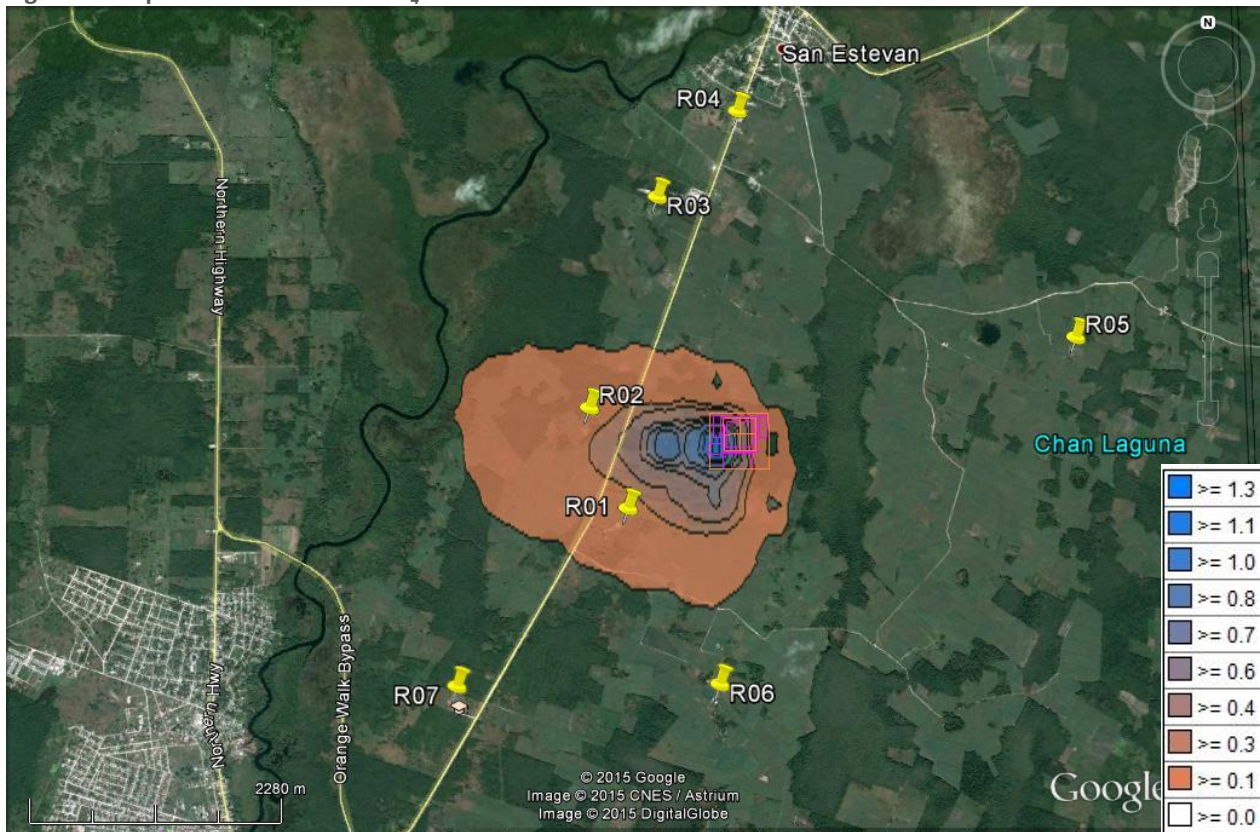 N
San Estevan
R04
R03
Northern Highway
R05
R02
Chan Laguna
R01
>= 1.3
>= 1.1
>= 1.0
>= 0.8
>= 0.7
>= 0.6
>= 0.4
>= 0.3
>= 0.1
>= 0.0
R07
R06
Northern Hwy
Orange Walk Bypass
2280 m
© 2015 Google
Image © 2015 CNES / Astrium
Image © 2015 DigitalGlobe
Google